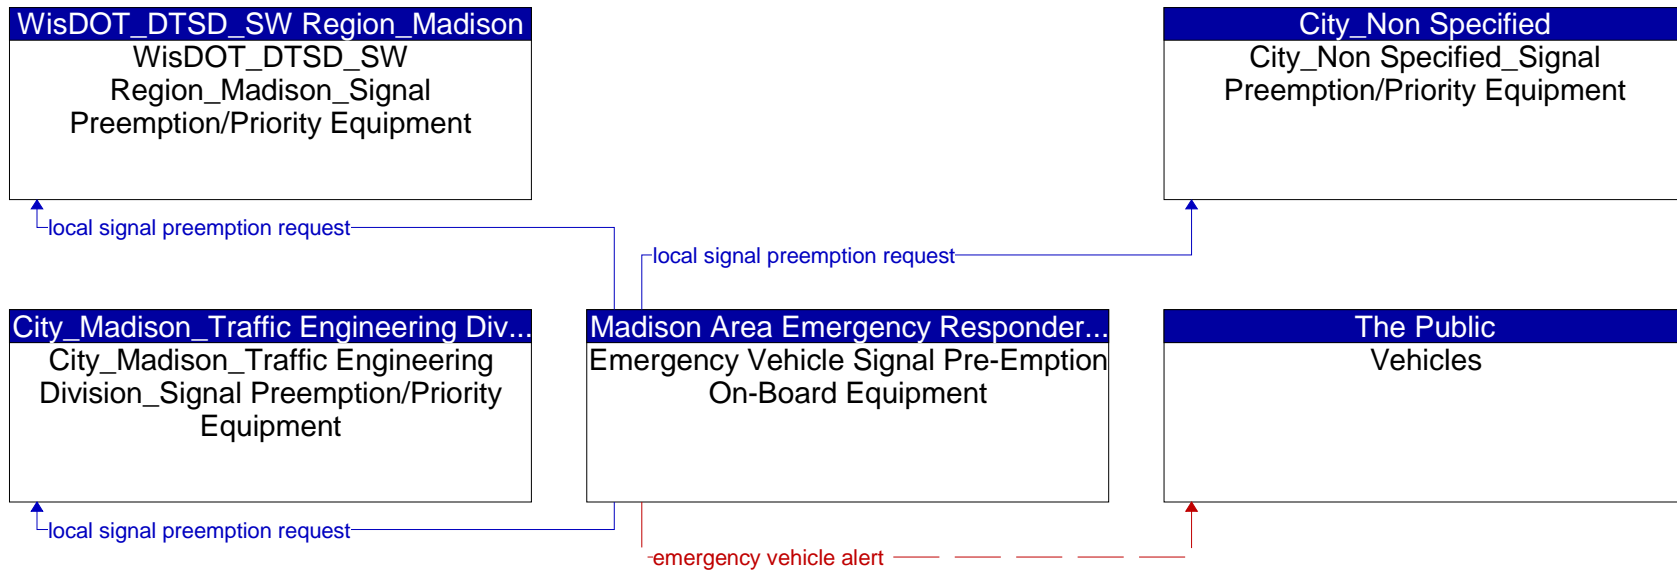 WisDOT_DTSD_SW Region_Madison
WisDOT_DTSD_SW
Region_Madison_Signal
Preemption/Priority Equipment
City_Non Specified
City_Non Specified_Signal
Preemption/Priority Equipment
local signal preemption request
local signal preemption request
City_Madison_Traffic Engineering Div...
City_Madison_Traffic Engineering
Division_Signal Preemption/Priority
Equipment
Madison Area Emergency Responder...
Emergency Vehicle Signal Pre-Emption
On-Board Equipment
The Public
Vehicles
local signal preemption request
emergency vehicle alert